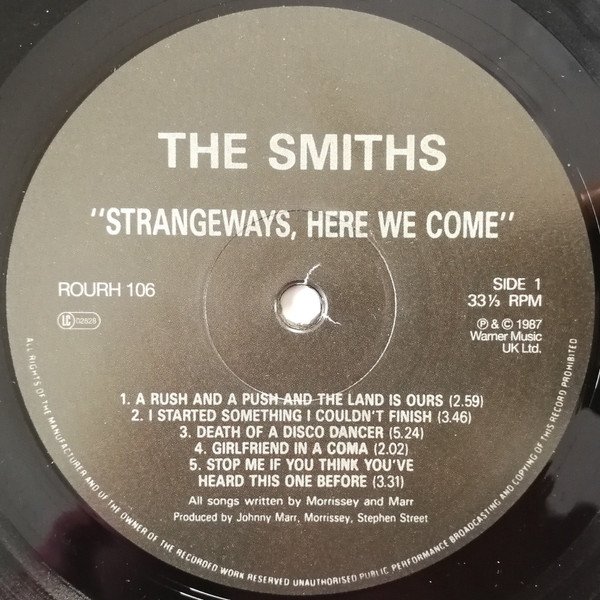 THE SMITHS
"STRANGEWAYS, HERE WE COME"
ROURH 106
SIDE 1
33⅓ RPM
LC 02828
℗ & © 1987
Warner Music
UK Ltd.
1. A RUSH AND A PUSH AND THE LAND IS OURS (2.59)
2. I STARTED SOMETHING I COULDN'T FINISH (3.46)
3. DEATH OF A DISCO DANCER (5.24)
4. GIRLFRIEND IN A COMA (2.02)
5. STOP ME IF YOU THINK YOU'VE
HEARD THIS ONE BEFORE (3.31)
All songs written by Morrissey and Marr
Produced by Johnny Marr, Morrissey, Stephen Street
ALL RIGHTS OF THE MANUFACTURER AND OF THE OWNER OF THE RECORDED WORK RESERVED UNAUTHORISED PUBLIC PERFORMANCE BROADCASTING AND COPYING OF THIS RECORD PROHIBITED